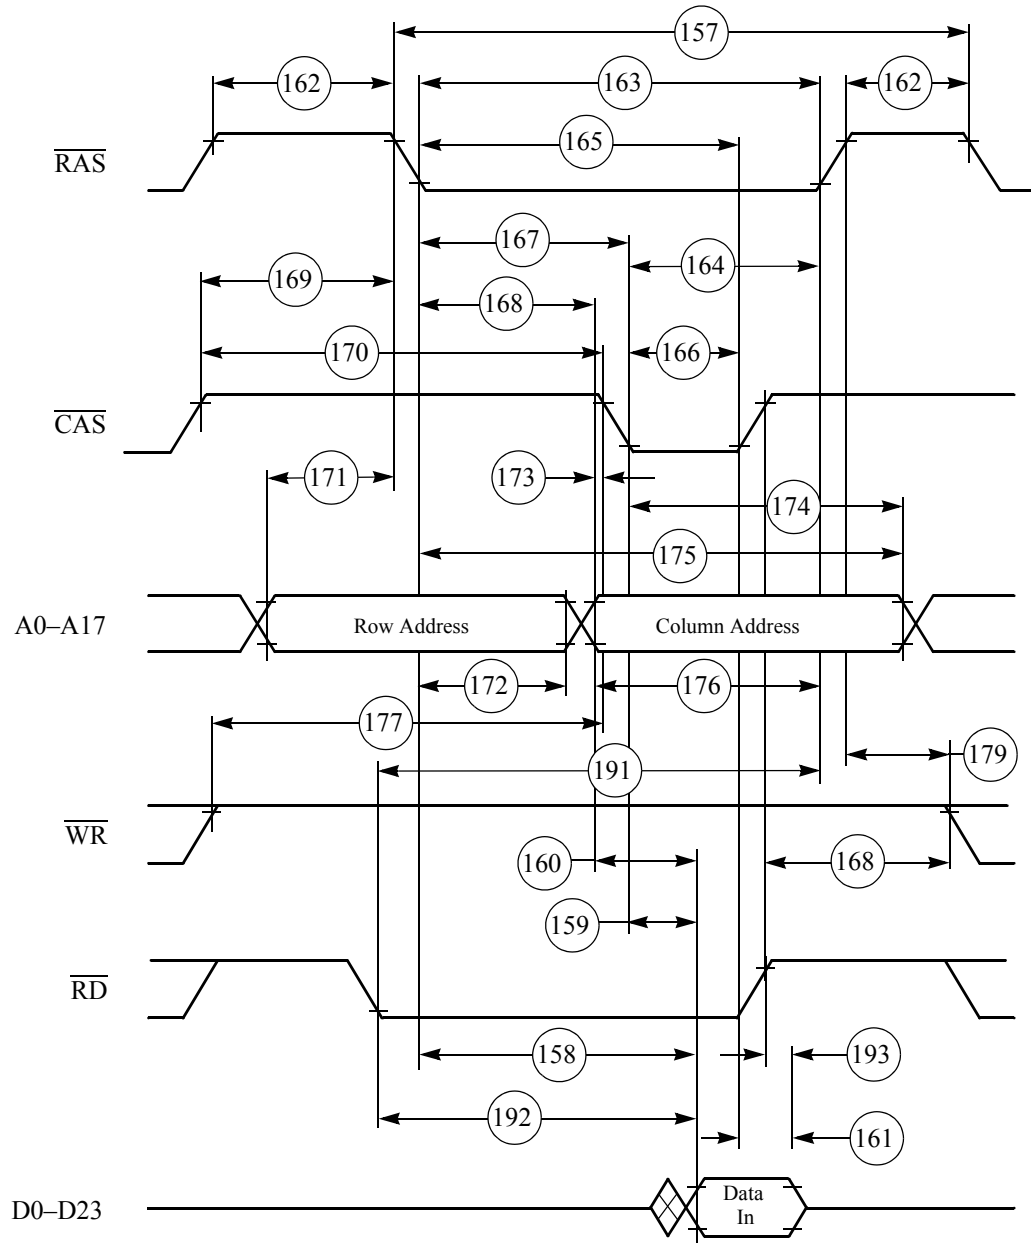 157
162 163 162
165
RAS
167
164
169
168
170 166
CAS
171 173
174
175
A0–A17 Row Address Column Address
172 176
177
191 179
WR
160 168
159
RD
158 193
192
161
D0–D23 Data
In